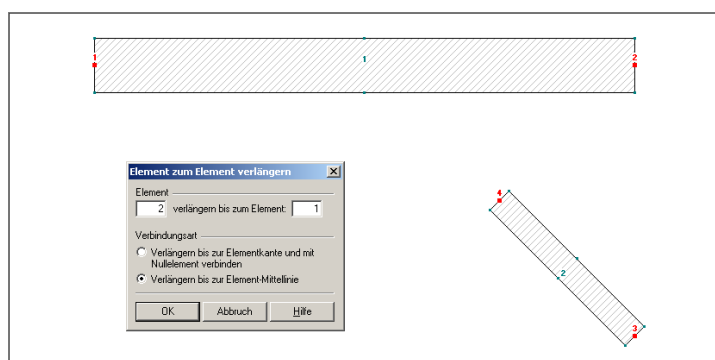 1
1
2
Element zum Element verlängern
Element
2 verlängern bis zum Element: 1
Verbindungsart
Verlängern bis zur Elementkante und mit
Nullelement verbinden
Verlängern bis zur Element-Mittellinie
OK Abbruch Hilfe
4
2
3